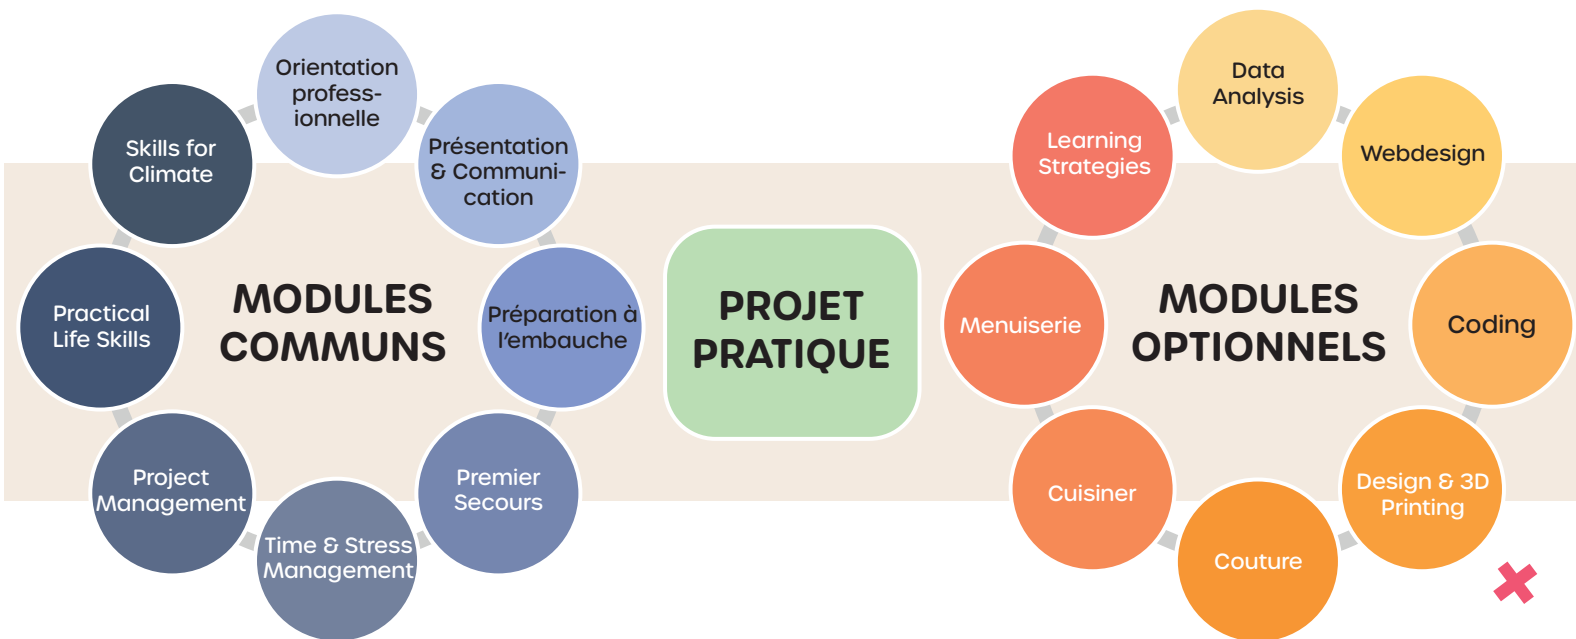 Orientation
profess-
ionnelle
Présentation
& Communi-
cation
Préparation à
l'embauche
Premier
Secours
Time & Stress
Management
Project
Management
Practical
Life Skills
Skills for
Climate
MODULES
COMMUNS
PROJET
PRATIQUE
Data
Analysis
Webdesign
Coding
Design & 3D
Printing
Couture
Cuisiner
Menuiserie
Learning
Strategies
MODULES
OPTIONNELS